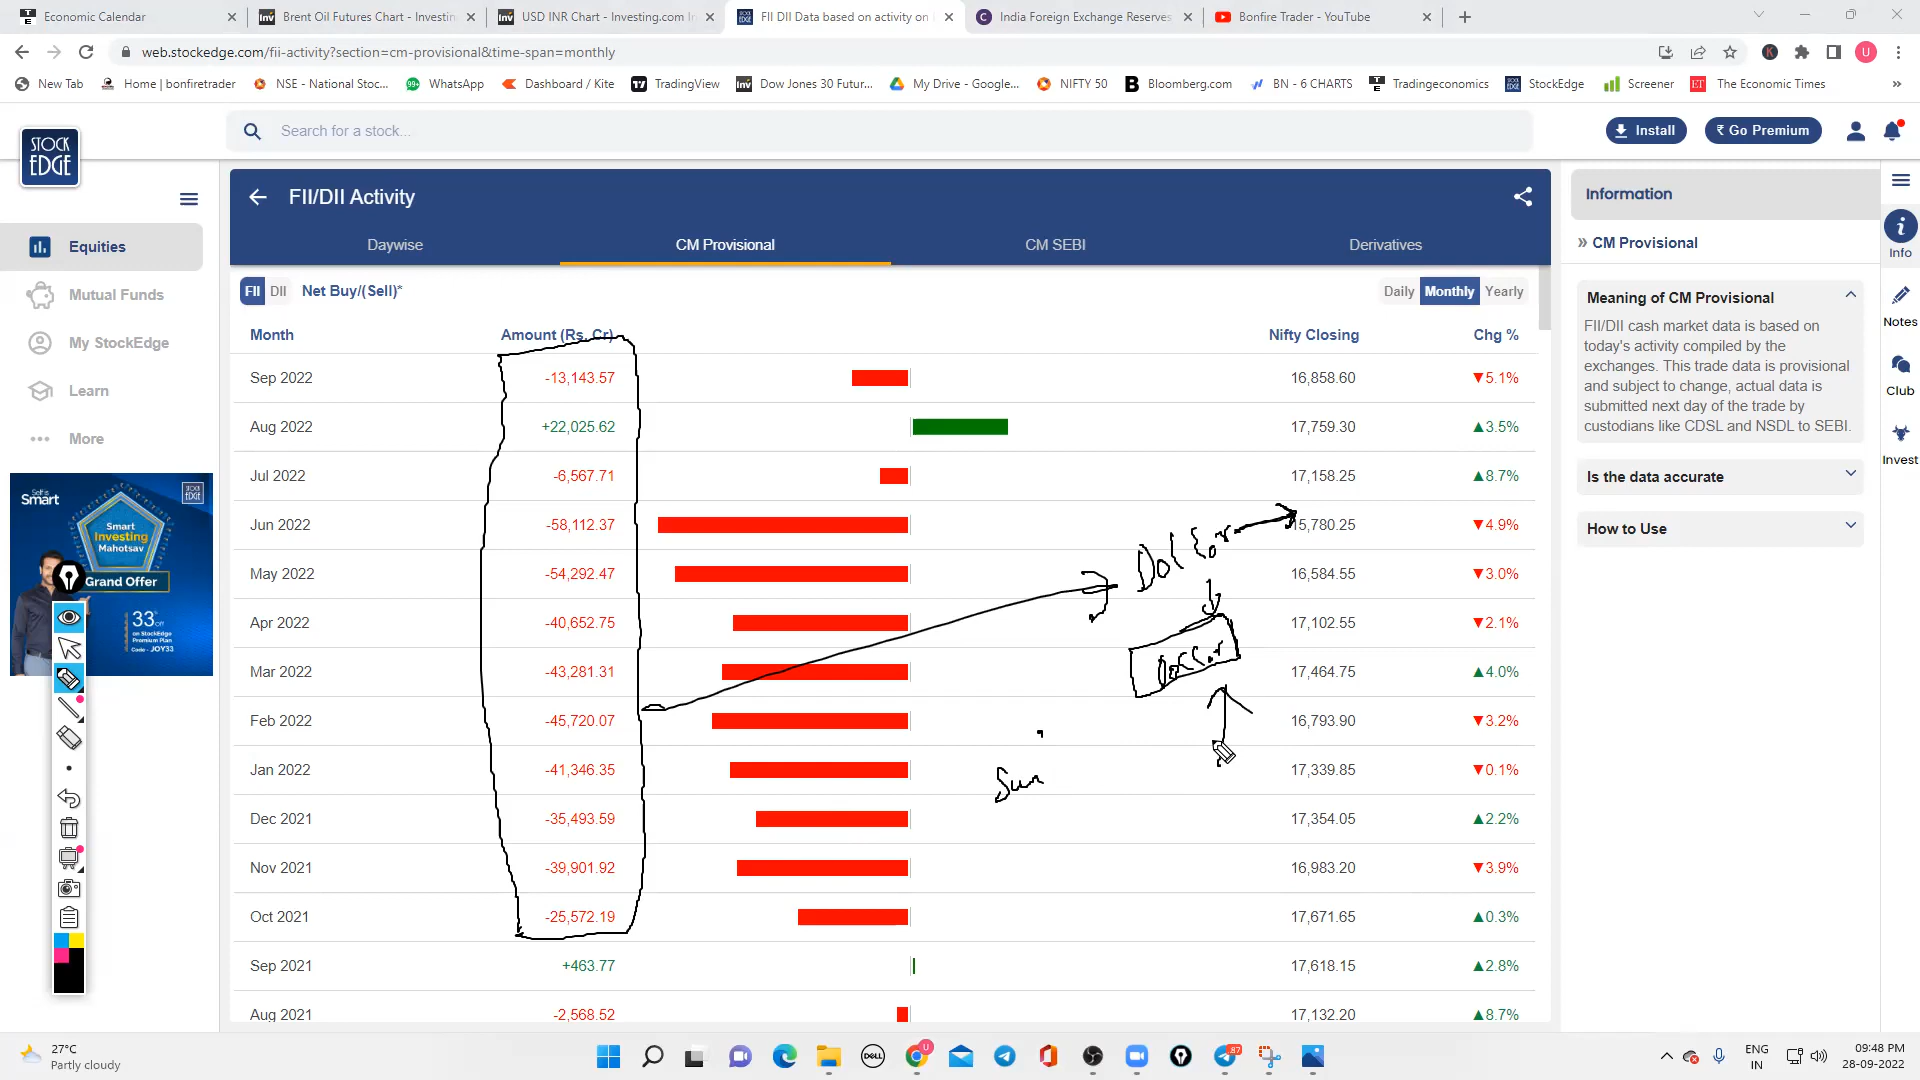 Economic Calendar
Brent Oil Futures Chart - Investin
USD INR Chart - Investing.com In
FII DII Data based on activity on
India Foreign Exchange Reserves
Bonfire Trader - YouTube
web.stockedge.com/fii-activity?section=cm-provisional&time-span=monthly
New Tab
Home | bonfiretrader
NSE - National Stoc...
WhatsApp
Dashboard / Kite
TradingView
Dow Jones 30 Futur...
My Drive - Google...
NIFTY 50
Bloomberg.com
BN - 6 CHARTS
Tradingeconomics
StockEdge
Screener
The Economic Times
STOCK EDGE
Search for a stock...
Install
₹ Go Premium
Equities
Mutual Funds
My StockEdge
Learn
More
Smart
Smart
Investing
Mahotsav
Grand Offer
33%
on StockEdge
Premium Plan
Code - JOY33
FII/DII Activity
Daywise CM Provisional CM SEBI Derivatives
FII DII Net Buy/(Sell)* Daily Monthly Yearly
Month Amount (Rs. Cr) Nifty Closing Chg %
Sep 2022 -13,143.57 16,858.60 ▼5.1%
Aug 2022 +22,025.62 17,759.30 ▲3.5%
Jul 2022 -6,567.71 17,158.25 ▲8.7%
Jun 2022 -58,112.37 15,780.25 ▼4.9%
May 2022 -54,292.47 16,584.55 ▼3.0%
Apr 2022 -40,652.75 17,102.55 ▼2.1%
Mar 2022 -43,281.31 17,464.75 ▲4.0%
Feb 2022 -45,720.07 16,793.90 ▼3.2%
Jan 2022 -41,346.35 17,339.85 ▼0.1%
Dec 2021 -35,493.59 17,354.05 ▲2.2%
Nov 2021 -39,901.92 16,983.20 ▼3.9%
Oct 2021 -25,572.19 17,671.65 ▲0.3%
Sep 2021 +463.77 17,618.15 ▲2.8%
Aug 2021 -2,568.52 17,132.20 ▲8.7%
Dollar
Dollar
Information
» CM Provisional
Meaning of CM Provisional
FII/DII cash market data is based on
today's activity compiled by the
exchanges. This trade data is provisional
and subject to change, actual data is
submitted next day of the trade by
custodians like CDSL and NSDL to SEBI.
Is the data accurate
How to Use
Info
Notes
Club
Invest
27°C
Partly cloudy
DELL
87
ENG
IN
09:48 PM
28-09-2022